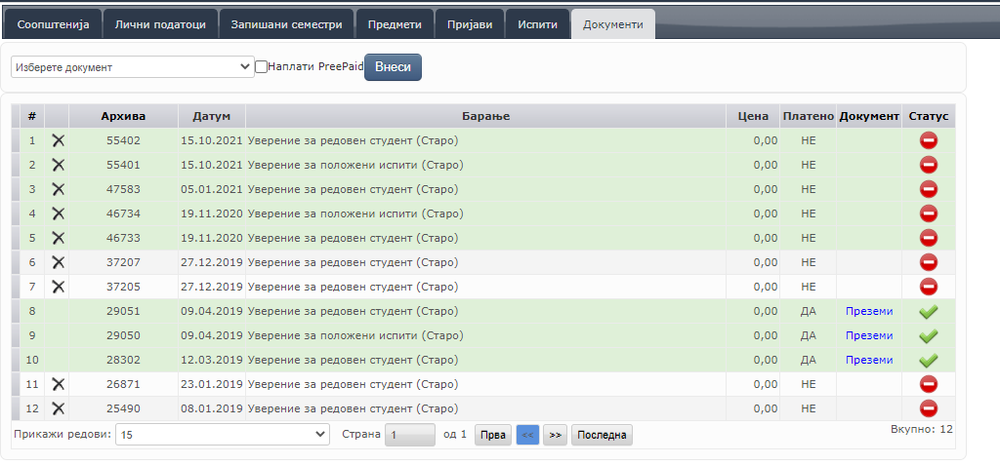 Соопштенија Лични податоци Запишани семестри Предмети Пријави Испити Документи
Изберете документ Наплати PreePaid Внеси
# Архива Датум Барање Цена Платено Документ Статус
1 55402 15.10.2021 Уверение за редовен студент (Старо) 0,00 НЕ
2 55401 15.10.2021 Уверение за положени испити (Старо) 0,00 НЕ
3 47583 05.01.2021 Уверение за редовен студент (Старо) 0,00 НЕ
4 46734 19.11.2020 Уверение за положени испити (Старо) 0,00 НЕ
5 46733 19.11.2020 Уверение за редовен студент (Старо) 0,00 НЕ
6 37207 27.12.2019 Уверение за редовен студент (Старо) 0,00 НЕ
7 37205 27.12.2019 Уверение за редовен студент (Старо) 0,00 НЕ
8 29051 09.04.2019 Уверение за редовен студент (Старо) 0,00 ДА Преземи
9 29050 09.04.2019 Уверение за положени испити (Старо) 0,00 ДА Преземи
10 28302 12.03.2019 Уверение за редовен студент (Старо) 0,00 ДА Преземи
11 26871 23.01.2019 Уверение за редовен студент (Старо) 0,00 НЕ
12 25490 08.01.2019 Уверение за редовен студент (Старо) 0,00 НЕ
Прикажи редови: 15 Страна 1 од 1 Прва << >> Последна Вкупно: 12